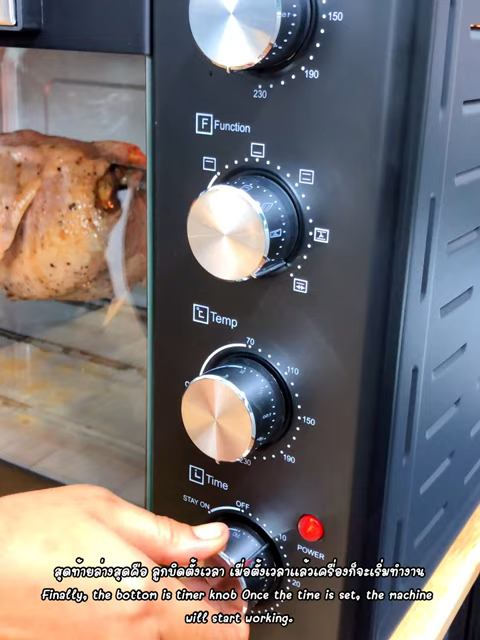 150
190
230
F Function
℃ Temp
70
110
150
190
230
L Time
STAY ON
OFF
10
20
POWER
สุดท้ายล่างสุดคือ ลูกบิดตั้งเวลา เมื่อตั้งเวลาแล้วเครื่องก็จะเริ่มทำงาน
Finally, the bottom is timer knob Once the time is set, the machine
will start working.